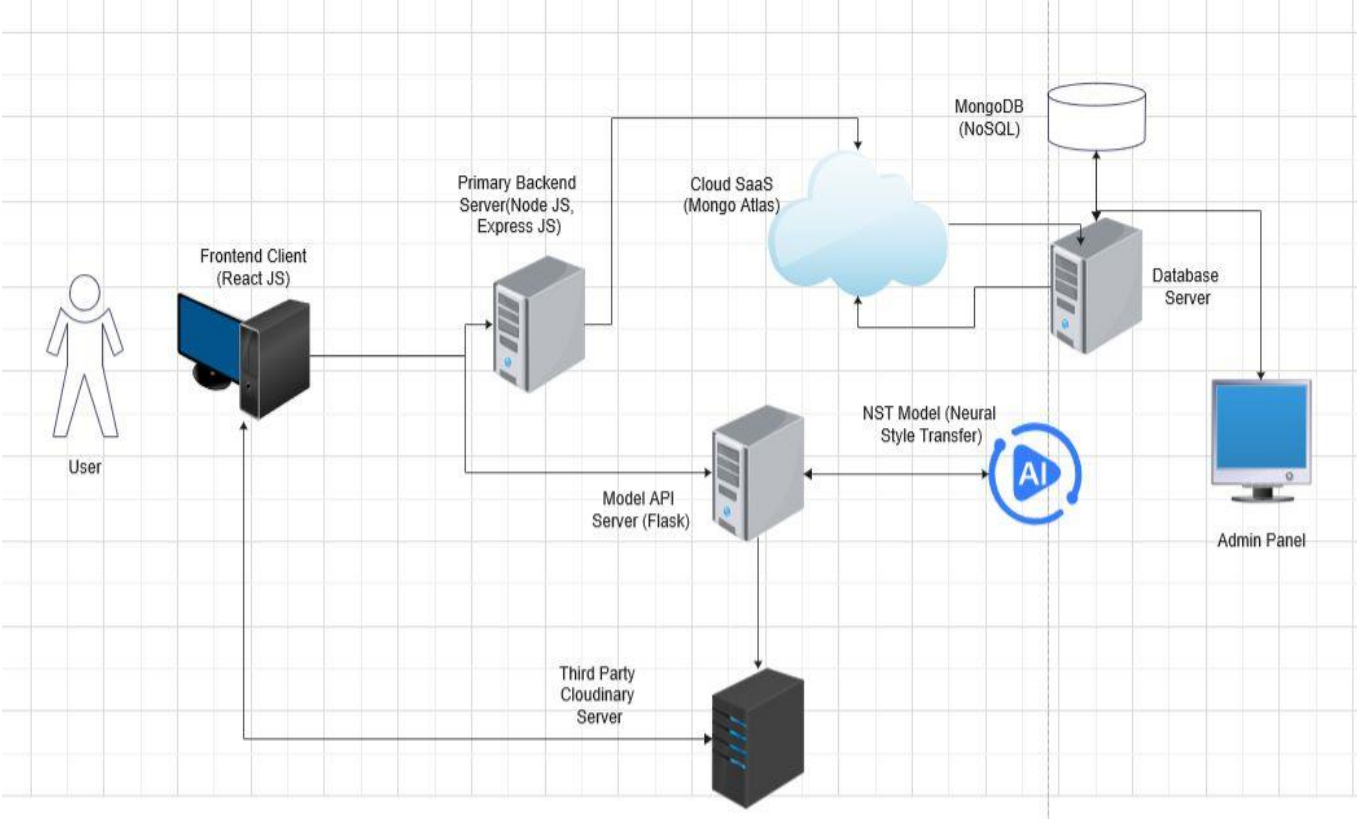 MongoDB
(NoSQL)
Primary Backend
Server(Node JS,
Express JS)
Cloud SaaS
(Mongo Atlas)
Frontend Client
(React JS)
Database
Server
User
NST Model (Neural
Style Transfer)
AI
Model API
Server (Flask)
Admin Panel
Third Party
Cloudinary
Server